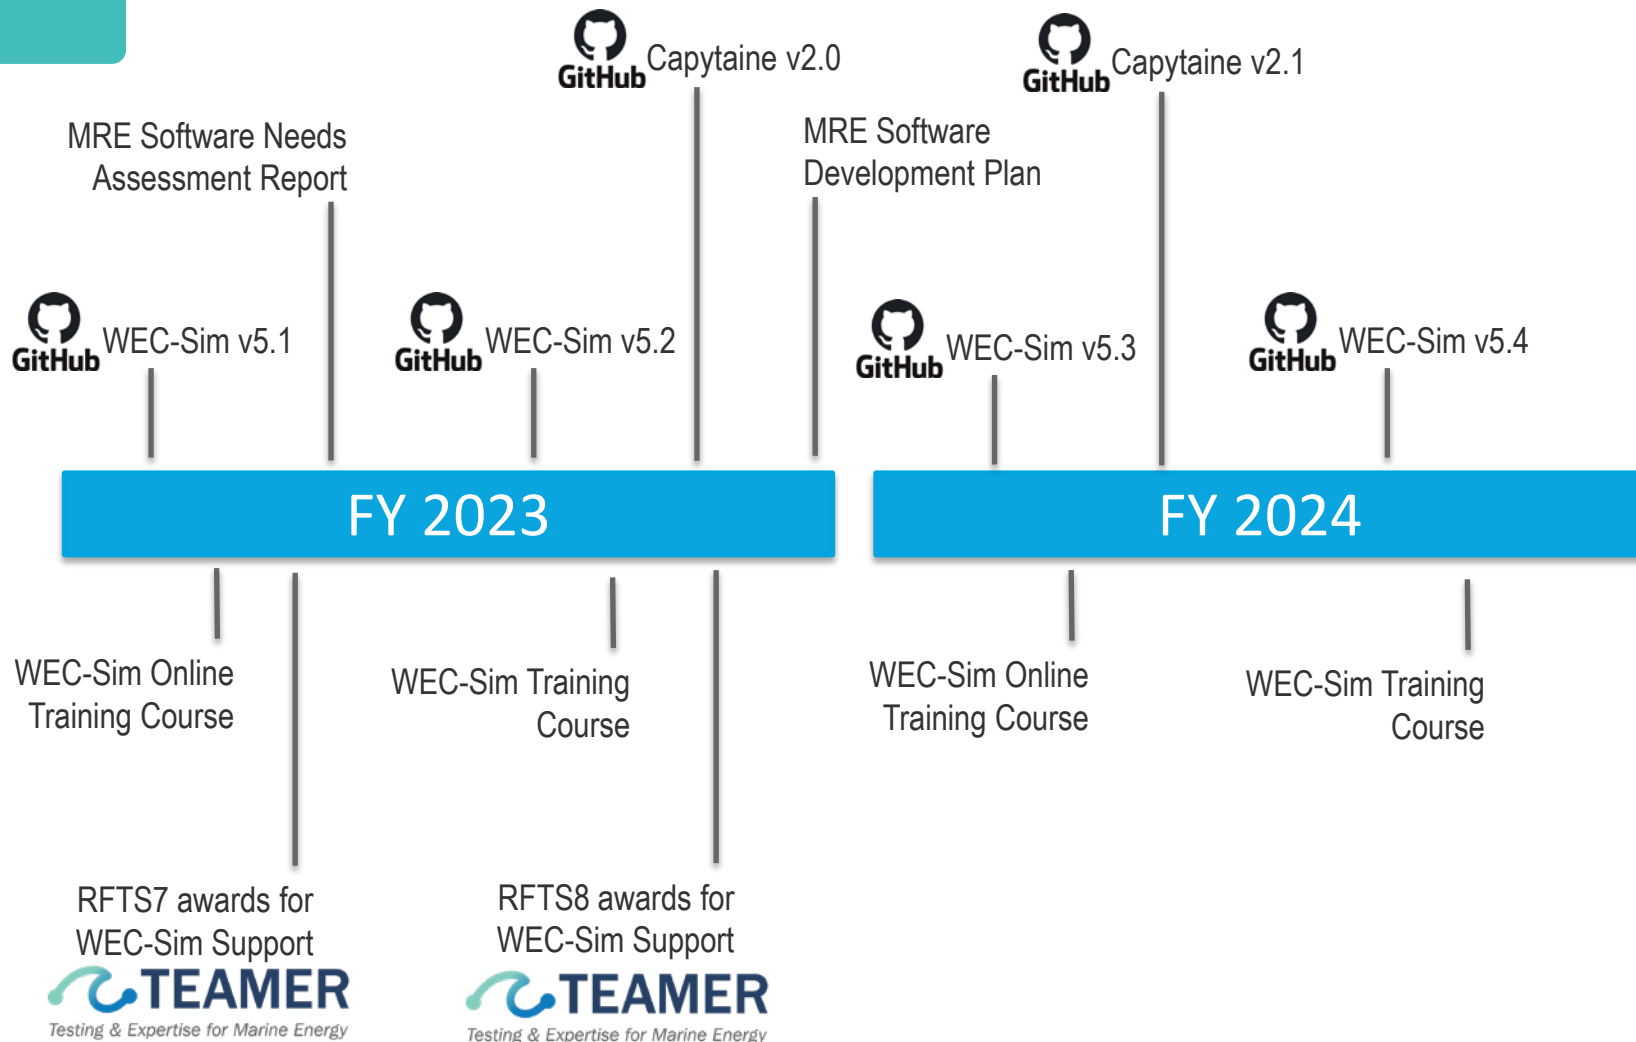 GitHub
Capytaine v2.0
GitHub
Capytaine v2.1
MRE Software Needs
Assessment Report
MRE Software
Development Plan
GitHub
WEC-Sim v5.1
GitHub
WEC-Sim v5.2
GitHub
WEC-Sim v5.3
GitHub
WEC-Sim v5.4
FY 2023
FY 2024
WEC-Sim Online
Training Course
WEC-Sim Training
Course
WEC-Sim Online
Training Course
WEC-Sim Training
Course
RFTS7 awards for
WEC-Sim Support
TEAMER
Testing & Expertise for Marine Energy
RFTS8 awards for
WEC-Sim Support
TEAMER
Testing & Expertise for Marine Energy